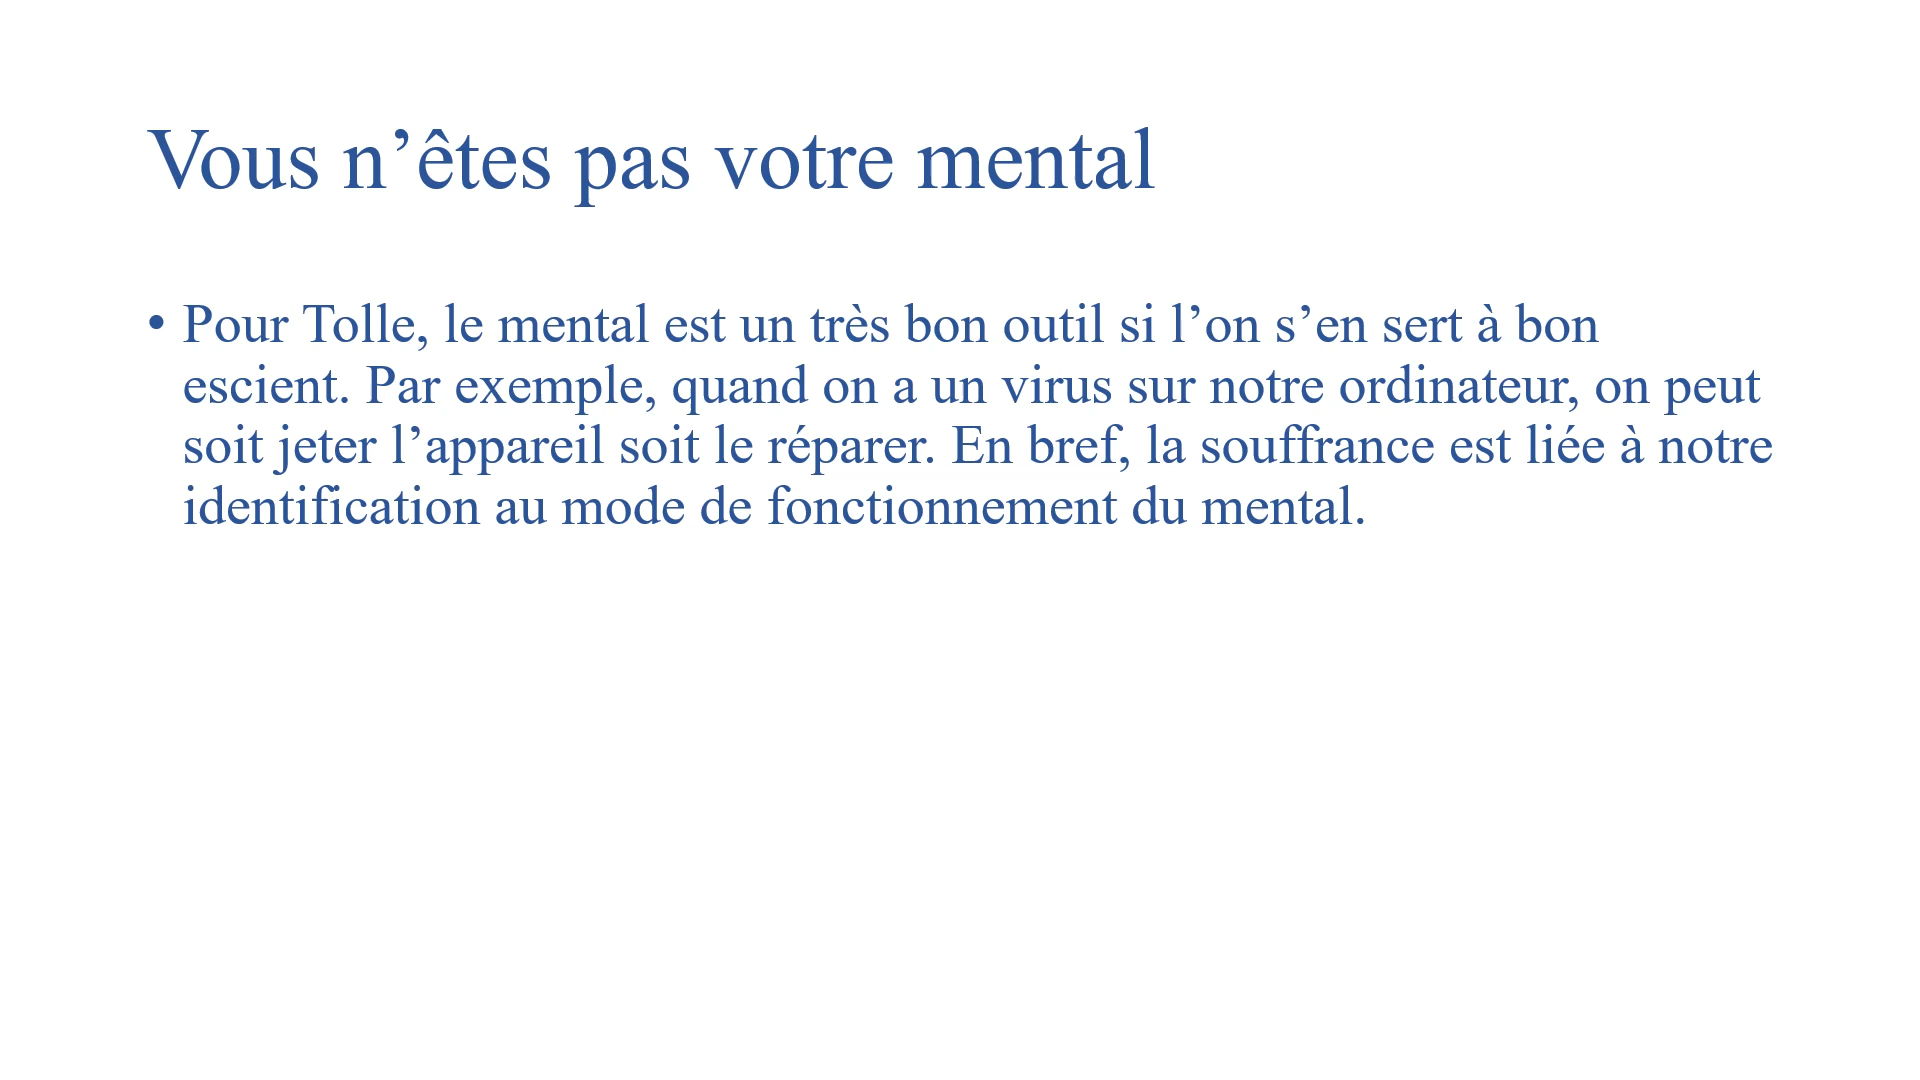 Vous n’êtes pas votre mental
• Pour Tolle, le mental est un très bon outil si l’on s’en sert à bon
escient. Par exemple, quand on a un virus sur notre ordinateur, on peut
soit jeter l’appareil soit le réparer. En bref, la souffrance est liée à notre
identification au mode de fonctionnement du mental.